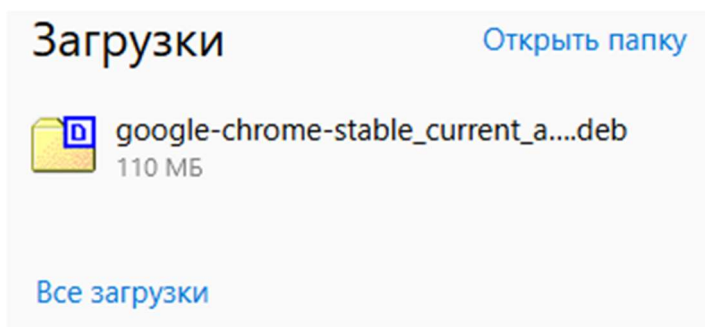 Загрузки
Открыть папку
D
google-chrome-stable_current_a....deb
110 МБ
Все загрузки